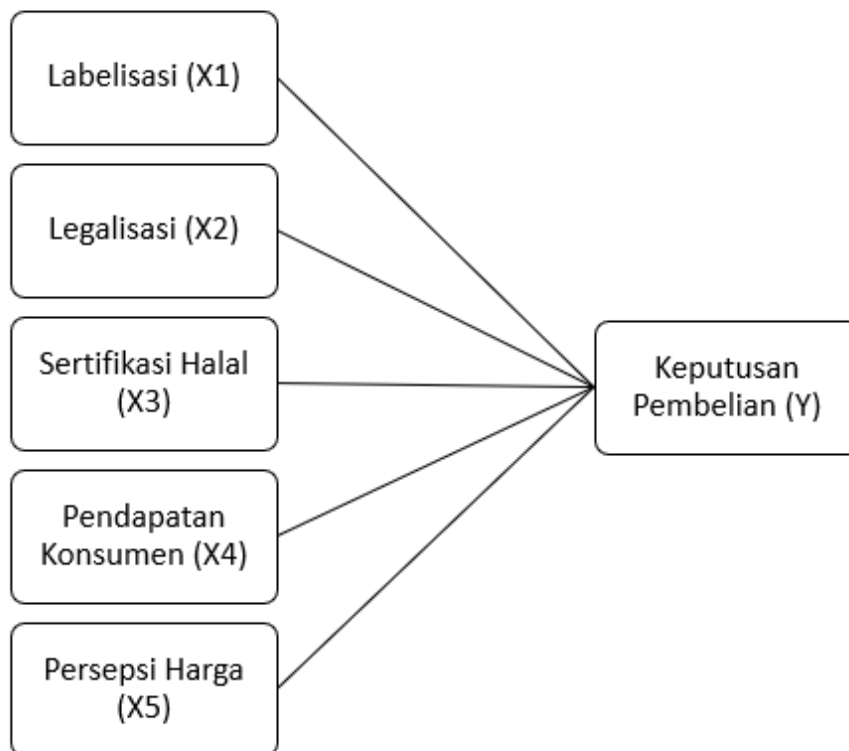 Labelisasi (X1)
Legalisasi (X2)
Sertifikasi Halal
(X3)
Pendapatan
Konsumen (X4)
Persepsi Harga
(X5)
Keputusan
Pembelian (Y)